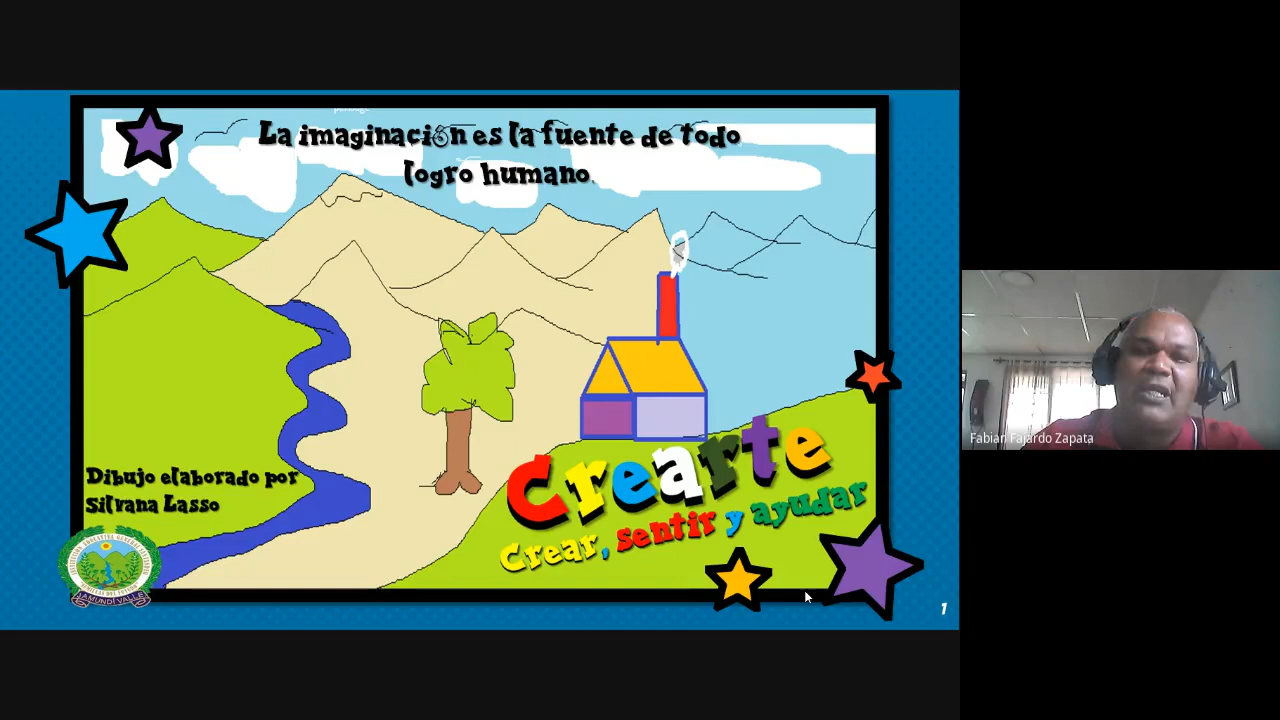 La imaginación es la fuente de todo
logro humano.
Dibujo elaborado por
Silvana Lasso
Crearte
Crear, sentir y ayudar
JAMUNDÍ VALLE
1
Fabian Fajardo Zapata